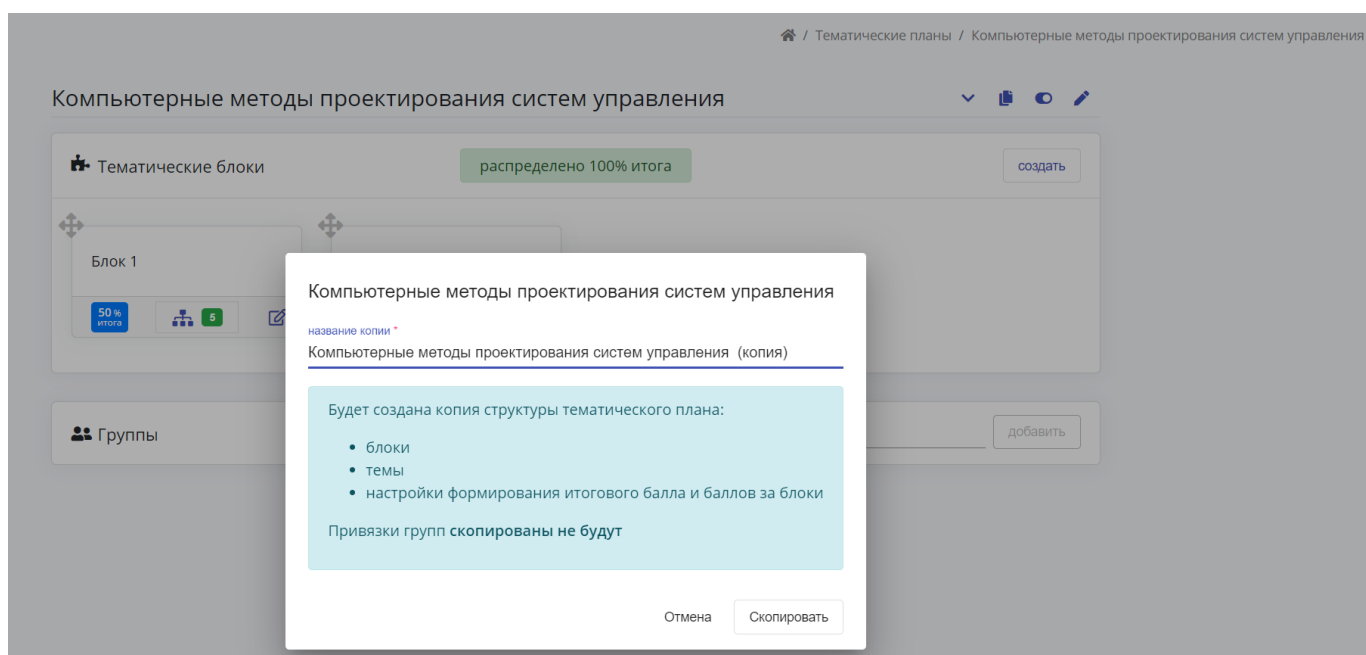 / Тематические планы / Компьютерные методы проектирования систем управления
Компьютерные методы проектирования систем управления
Тематические блоки
распределено 100% итога
создать
Блок 1
50 %
итога
5
Компьютерные методы проектирования систем управления
название копии *
Компьютерные методы проектирования систем управления (копия)
Будет создана копия структуры тематического плана:
• блоки
• темы
• настройки формирования итогового балла и баллов за блоки
Привязки групп скопированы не будут
Группы
добавить
Отмена
Скопировать